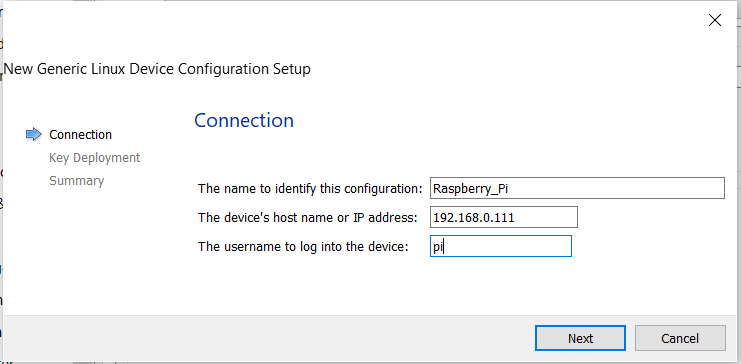 New Generic Linux Device Configuration Setup
Connection
Connection
Key Deployment
Summary
The name to identify this configuration: Raspberry_Pi
The device's host name or IP address: 192.168.0.111
The username to log into the device: pi
Next Cancel